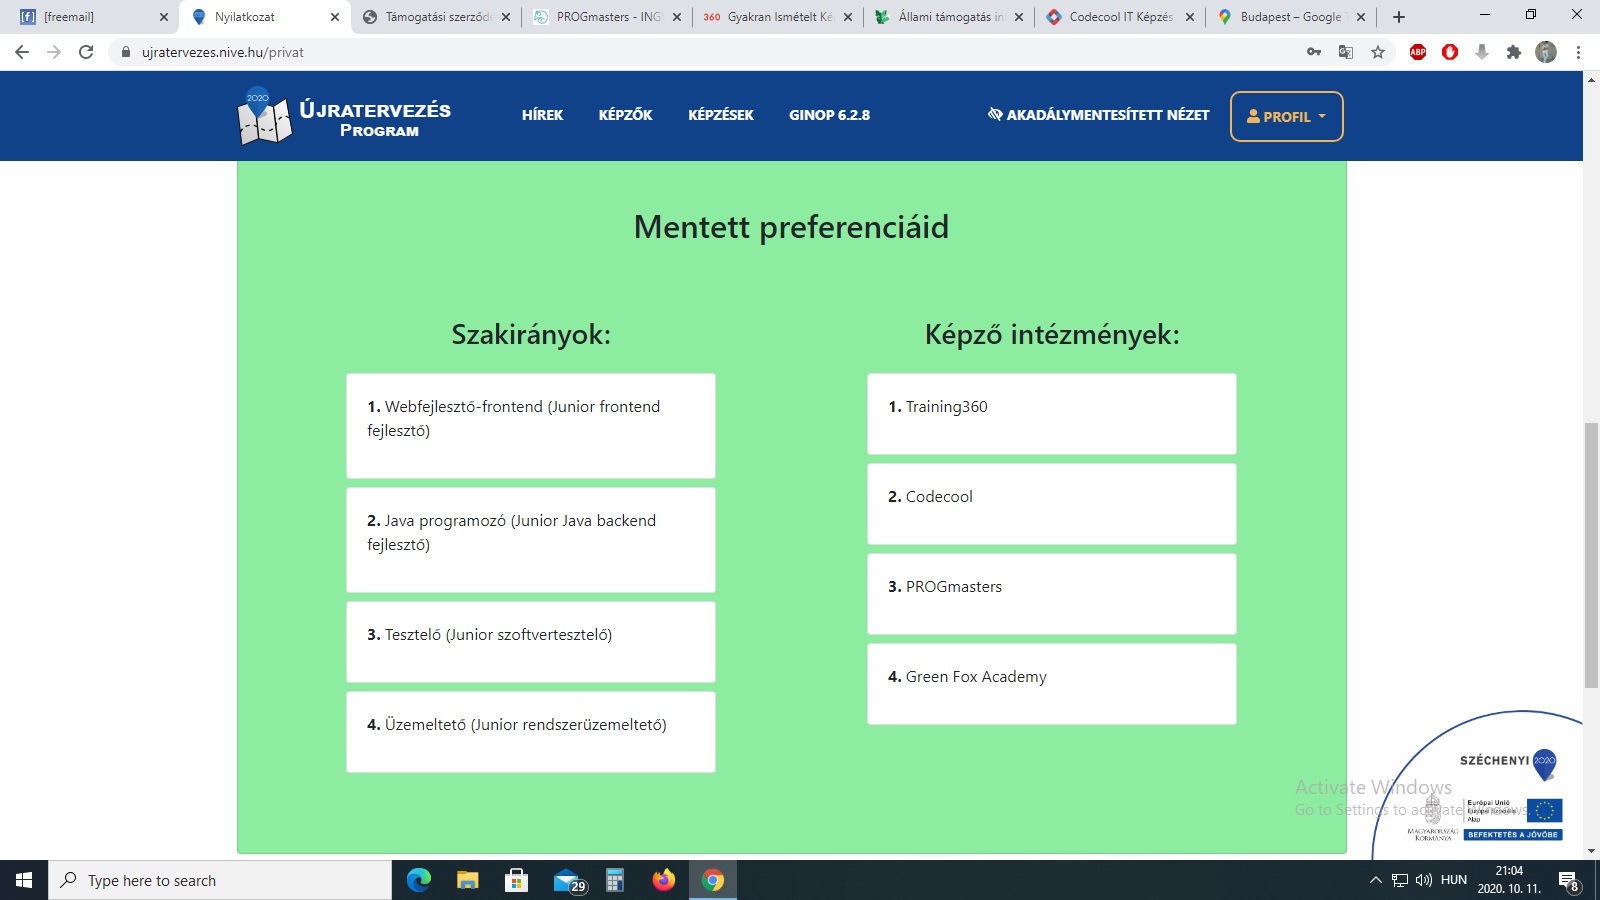 [freemail]
Nyilatkozat
Támogatási szerződé
PROGmasters - ING
360 Gyakran Ismételt Ké
Állami támogatás in
Codecool IT Képzés
Budapest – Google T
ujratervezes.nive.hu/privat
ABP
2020
ÚJRATERVEZÉS
PROGRAM
HÍREK
KÉPZŐK
KÉPZÉSEK
GINOP 6.2.8
AKADÁLYMENTESÍTETT NÉZET
PROFIL
Mentett preferenciáid
Szakirányok:
1. Webfejlesztő-frontend (Junior frontend
fejlesztő)
2. Java programozó (Junior Java backend
fejlesztő)
3. Tesztelő (Junior szoftvertesztelő)
4. Üzemeltető (Junior rendszerüzemeltető)
Képző intézmények:
1. Training360
2. Codecool
3. PROGmasters
4. Green Fox Academy
SZÉCHENYI 2020
Activate Windows
Go to Settings to activate Windows.
Európai Unió
Alap
MAGYARORSZÁG
KORMÁNYA
BEFEKTETÉS A JÖVŐBE
Type here to search
29
HUN
21:04
2020. 10. 11.
8